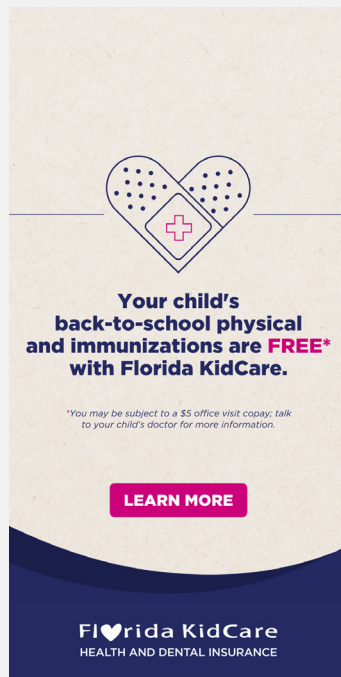 Your child's
back-to-school physical
and immunizations are FREE*
with Florida KidCare.
*You may be subject to a $5 office visit copay; talk
to your child's doctor for more information.
LEARN MORE
Florida KidCare
HEALTH AND DENTAL INSURANCE